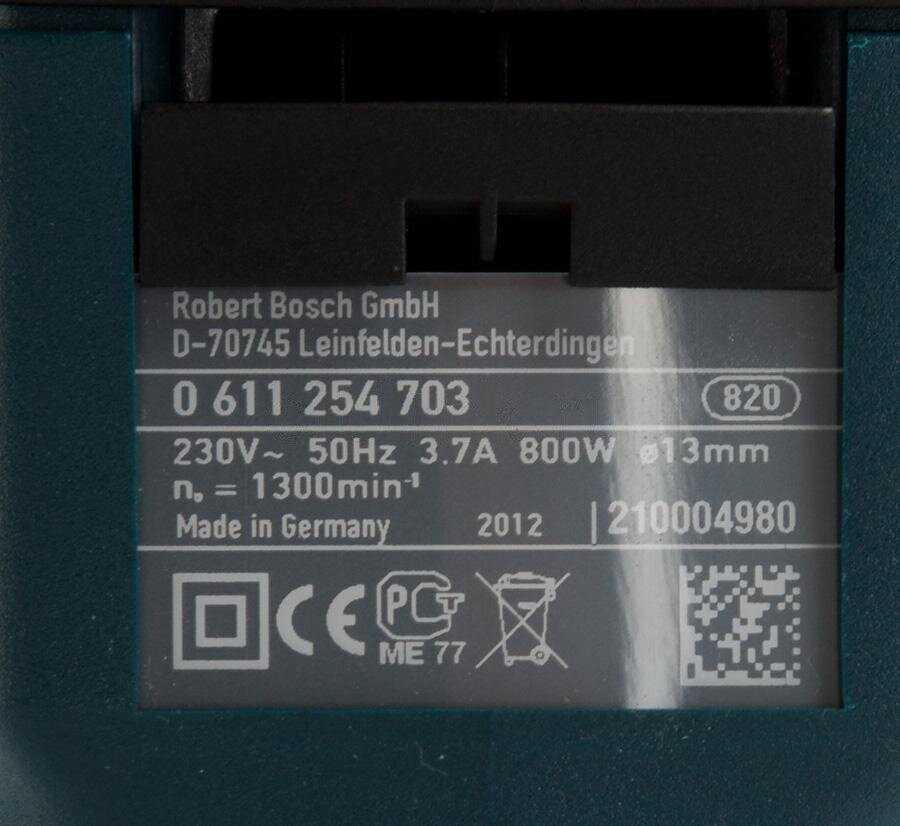 Robert Bosch GmbH
D-70745 Leinfelden-Echterdingen
0 611 254 703 820
230V~ 50Hz 3.7A 800W ø13mm
n₀ = 1300min⁻¹
Made in Germany 2012 |210004980
CE PCT
ME 77